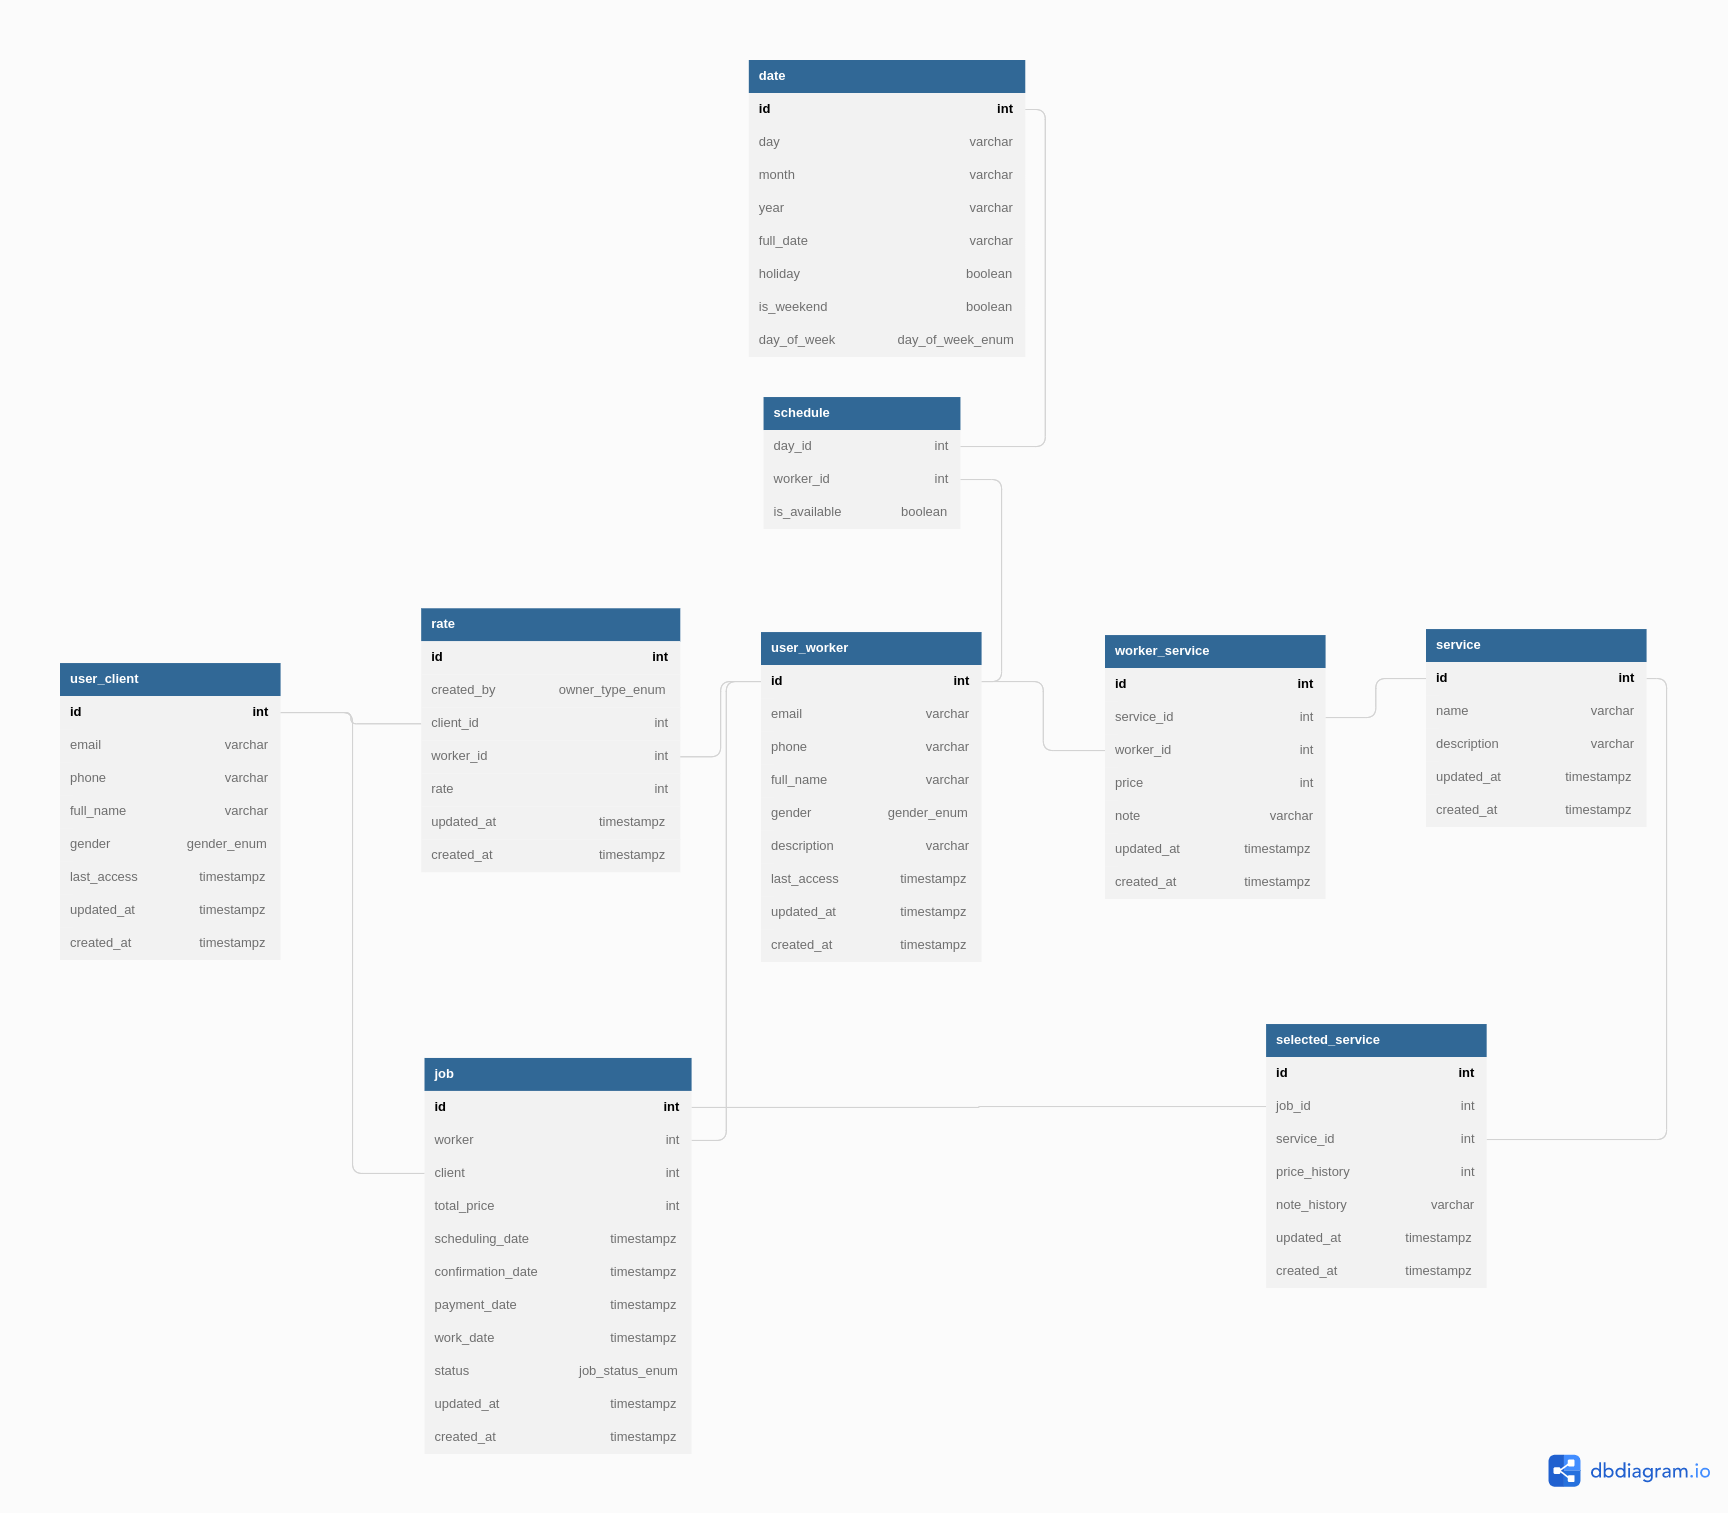 date
id int
day varchar
month varchar
year varchar
full_date varchar
holiday boolean
is_weekend boolean
day_of_week day_of_week_enum
schedule
day_id int
worker_id int
is_available boolean
user_client
id int
email varchar
phone varchar
full_name varchar
gender gender_enum
last_access timestampz
updated_at timestampz
created_at timestampz
rate
id int
created_by owner_type_enum
client_id int
worker_id int
rate int
updated_at timestampz
created_at timestampz
user_worker
id int
email varchar
phone varchar
full_name varchar
gender gender_enum
description varchar
last_access timestampz
updated_at timestampz
created_at timestampz
worker_service
id int
service_id int
worker_id int
price int
note varchar
updated_at timestampz
created_at timestampz
service
id int
name varchar
description varchar
updated_at timestampz
created_at timestampz
job
id int
worker int
client int
total_price int
scheduling_date timestampz
confirmation_date timestampz
payment_date timestampz
work_date timestampz
status job_status_enum
updated_at timestampz
created_at timestampz
selected_service
id int
job_id int
service_id int
price_history int
note_history varchar
updated_at timestampz
created_at timestampz
dbdiagram.io